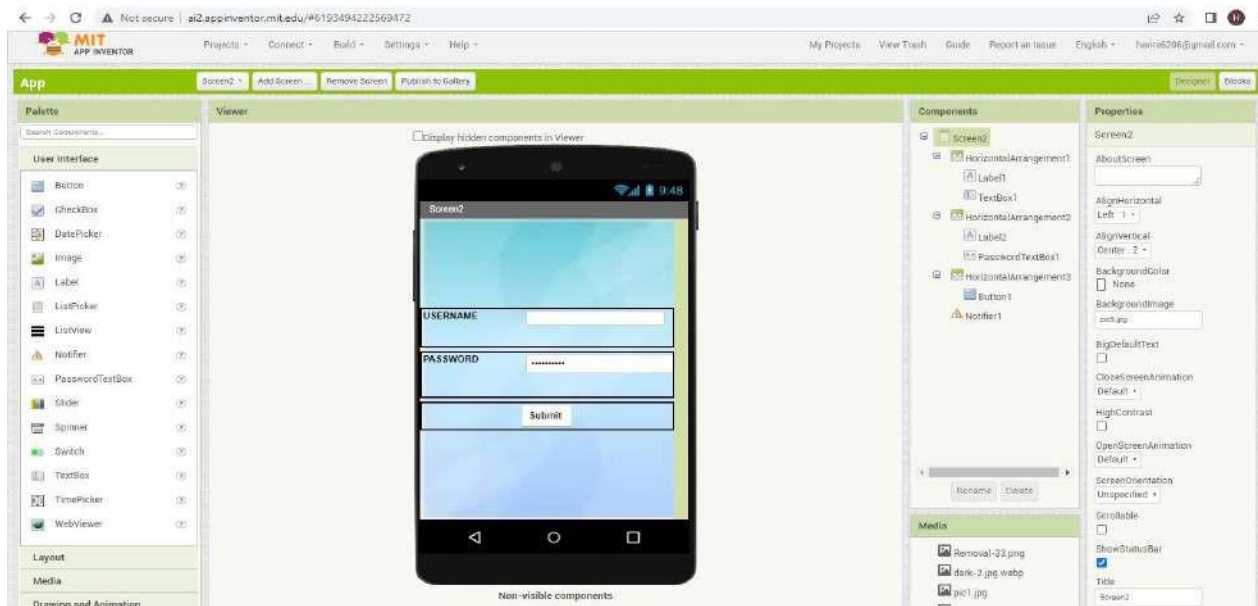 Not secure | ai2.appinventor.mit.edu/#6193494222569472
MIT
APP INVENTOR
Projects
Connect
Build
Settings
Help
My Projects
View Trash
Guide
Report an Issue
English
App
Screen2
Add Screen ...
Remove Screen
Publish to Gallery
Designer
Blocks
Palette
Search Components...
User Interface
Button
CheckBox
DatePicker
Image
Label
ListPicker
ListView
Notifier
PasswordTextBox
Slider
Spinner
Switch
TextBox
TimePicker
WebViewer
Layout
Media
Drawing and Animation
Viewer
Display hidden components in Viewer
9:48
Screen2
USERNAME
PASSWORD
Submit
Non-visible components
Components
Screen2
HorizontalArrangement1
Label1
TextBox1
HorizontalArrangement2
Label2
PasswordTextBox1
HorizontalArrangement3
Button1
Notifier1
Rename
Delete
Media
Removal-33.png
dark-2.jpg.webp
pic1.jpg
Properties
Screen2
AboutScreen
AlignHorizontal
Left : 1
AlignVertical
Center : 2
BackgroundColor
None
BackgroundImage
BigDefaultText
CloseScreenAnimation
Default
HighContrast
OpenScreenAnimation
Default
ScreenOrientation
Unspecified
Scrollable
ShowStatusBar
Title
Screen2